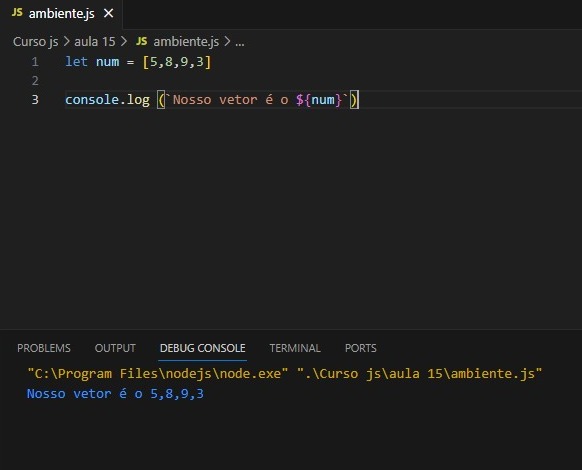 JS ambiente.js ×
Curso js > aula 15 > JS ambiente.js > ...
1 let num = [5,8,9,3]
2
3 console.log (`Nosso vetor é o ${num}`)
PROBLEMS OUTPUT DEBUG CONSOLE TERMINAL PORTS
"C:\Program Files\nodejs\node.exe" ".\Curso js\aula 15\ambiente.js"
Nosso vetor é o 5,8,9,3